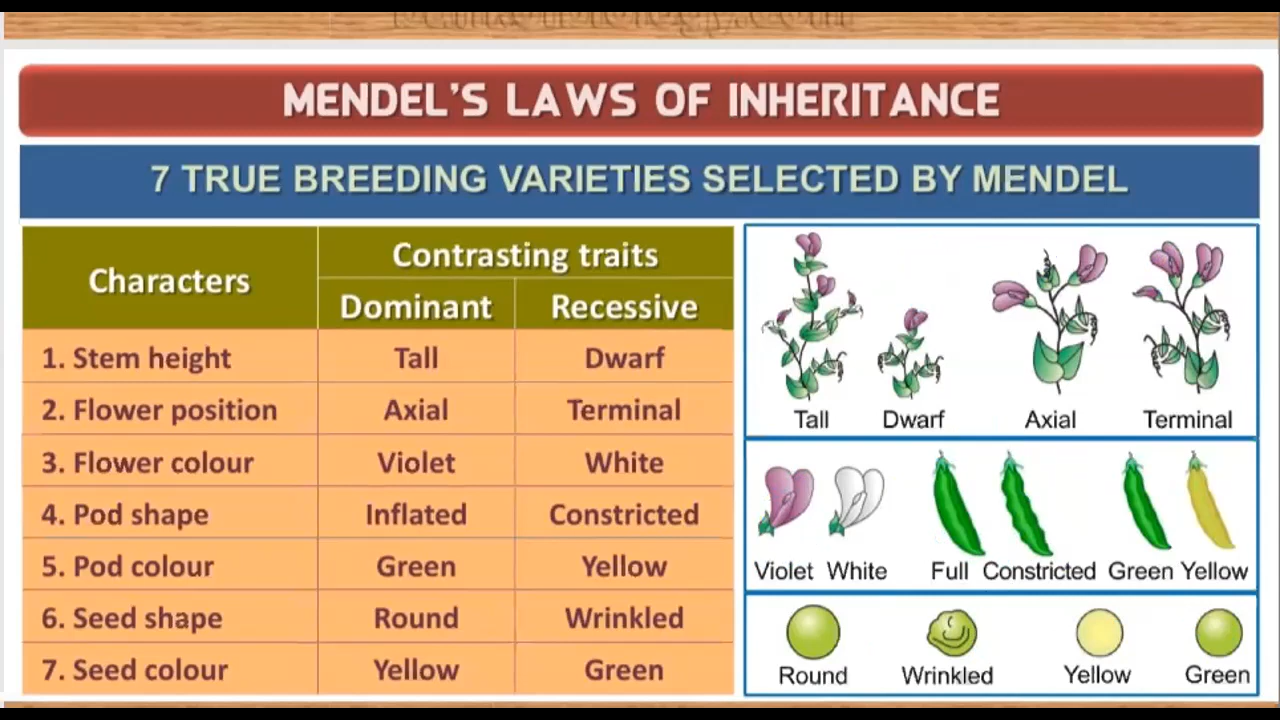 MENDEL'S LAWS OF INHERITANCE
7 TRUE BREEDING VARIETIES SELECTED BY MENDEL
Characters
Contrasting traits
Dominant Recessive
1. Stem height Tall Dwarf
2. Flower position Axial Terminal
3. Flower colour Violet White
4. Pod shape Inflated Constricted
5. Pod colour Green Yellow
6. Seed shape Round Wrinkled
7. Seed colour Yellow Green
Tall Dwarf Axial Terminal
Violet White Full Constricted Green Yellow
Round Wrinkled Yellow Green